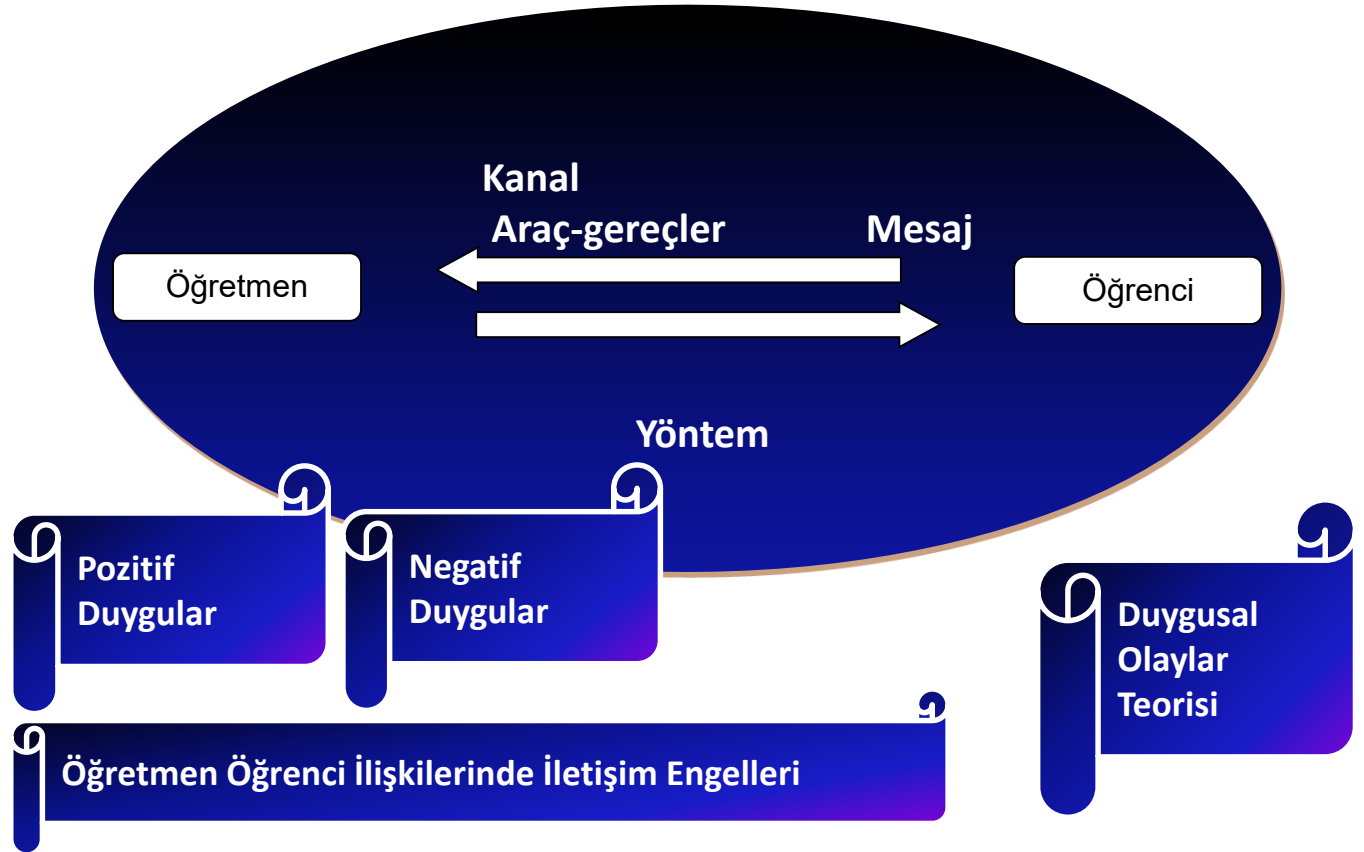 Kanal
Araç-gereçler Mesaj
Öğretmen
Öğrenci
Yöntem
Pozitif
Duygular
Negatif
Duygular
Duygusal
Olaylar
Teorisi
Öğretmen Öğrenci İlişkilerinde İletişim Engelleri